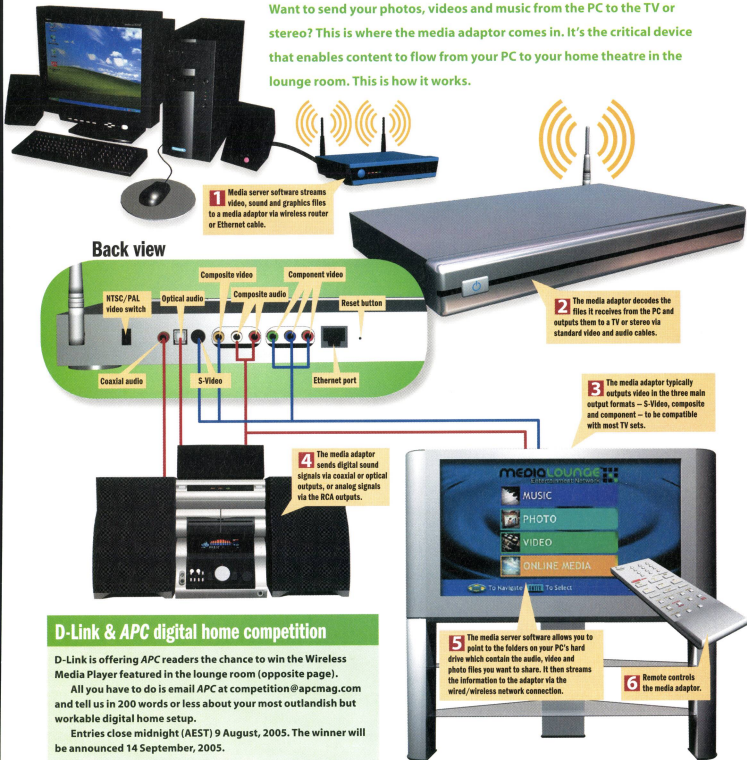 Want to send your photos, videos and music from the PC to the TV or
stereo? This is where the media adaptor comes in. It's the critical device
that enables content to flow from your PC to your home theatre in the
lounge room. This is how it works.
1 Media server software streams
video, sound and graphics files
to a media adaptor via wireless router
or Ethernet cable.
2 The media adaptor decodes the
files it receives from the PC and
outputs them to a TV or stereo via
standard video and audio cables.
Back view
NTSC/PAL
video switch
Optical audio
Composite video
Composite audio
Component video
Reset button
Coaxial audio
S-Video
Ethernet port
3 The media adaptor typically
outputs video in the three main
output formats – S-Video, composite
and component – to be compatible
with most TV sets.
4 The media adaptor
sends digital sound
signals via coaxial or optical
outputs, or analog signals
via the RCA outputs.
MEDIALOUNGE
Entertainment Network
MUSIC
PHOTO
VIDEO
ONLINE MEDIA
To Navigate
To Select
5 The media server software allows you to
point to the folders on your PC's hard
drive which contain the audio, video and
photo files you want to share. It then streams
the information to the adaptor via the
wired/wireless network connection.
6 Remote controls
the media adaptor.
D-Link & APC digital home competition
D-Link is offering APC readers the chance to win the Wireless
Media Player featured in the lounge room (opposite page).
All you have to do is email APC at competition@apcmag.com
and tell us in 200 words or less about your most outlandish but
workable digital home setup.
Entries close midnight (AEST) 9 August, 2005. The winner will
be announced 14 September, 2005.